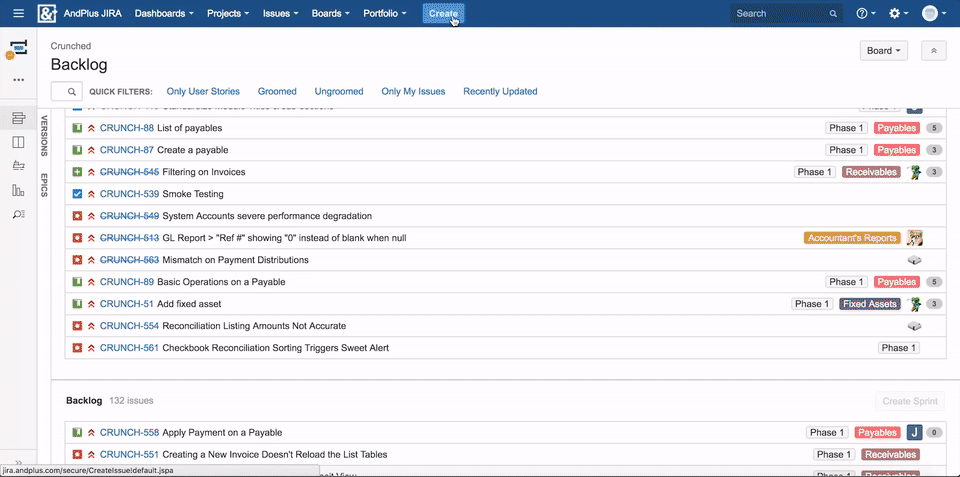 AndPlus JIRA Dashboards Projects Issues Boards Portfolio Create Search
Crunched
Backlog
Board
QUICK FILTERS: Only User Stories Groomed Ungroomed Only My Issues Recently Updated
VERSIONS
EPICS
CRUNCH-88 List of payables Phase 1 Payables 5
CRUNCH-87 Create a payable Phase 1 Payables 3
CRUNCH-545 Filtering on Invoices Phase 1 Receivables 3
CRUNCH-539 Smoke Testing
CRUNCH-549 System Accounts severe performance degradation
CRUNCH-513 GL Report > "Ref #" showing "0" instead of blank when null Accountant's Reports
CRUNCH-563 Mismatch on Payment Distributions
CRUNCH-89 Basic Operations on a Payable Phase 1 Payables 5
CRUNCH-51 Add fixed asset Phase 1 Fixed Assets 3
CRUNCH-554 Reconciliation Listing Amounts Not Accurate
CRUNCH-561 Checkbook Reconciliation Sorting Triggers Sweet Alert Phase 1
Backlog 132 issues Create Sprint
CRUNCH-558 Apply Payment on a Payable Phase 1 Payables J 0
CRUNCH-551 Creating a New Invoice Doesn't Reload the List Tables Phase 1 Receivables
jira.andplus.com/secure/CreateIssue!default.jspa